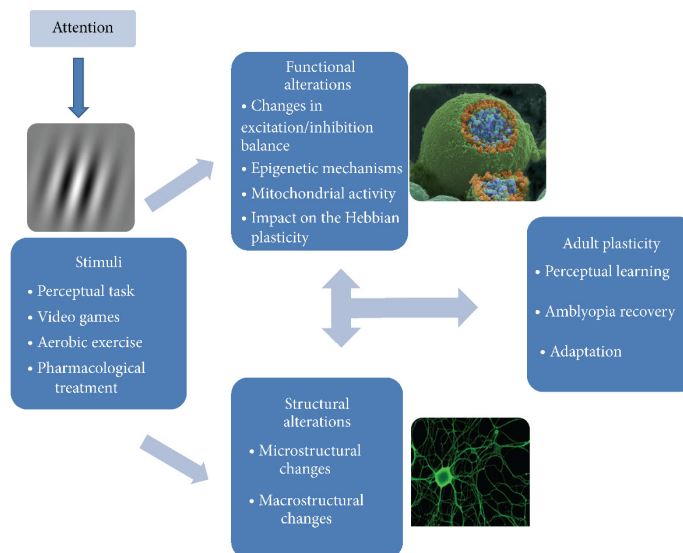 Attention
Functional
alterations
• Changes in
excitation/inhibition
balance
• Epigenetic mechanisms
• Mitochondrial activity
• Impact on the Hebbian
plasticity
Stimuli
• Perceptual task
• Video games
• Aerobic exercise
• Pharmacological
treatment
Adult plasticity
• Perceptual learning
• Amblyopia recovery
• Adaptation
Structural
alterations
• Microstructural
changes
• Macrostructural
changes